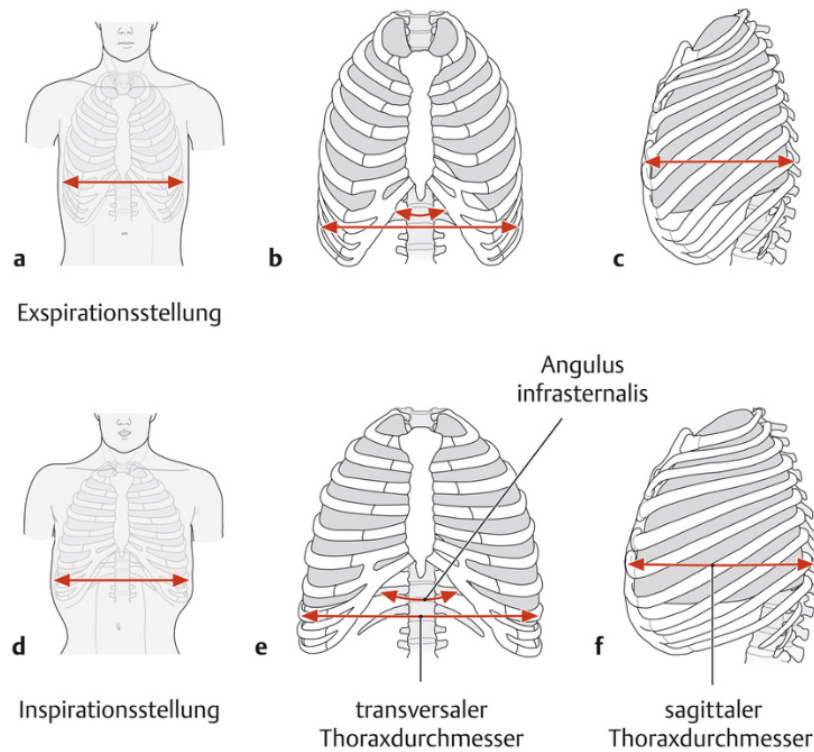 a
b
c
Exspirationsstellung
Angulus
infrasternalis
d
e
f
Inspirationsstellung
transversaler
Thoraxdurchmesser
sagittaler
Thoraxdurchmesser